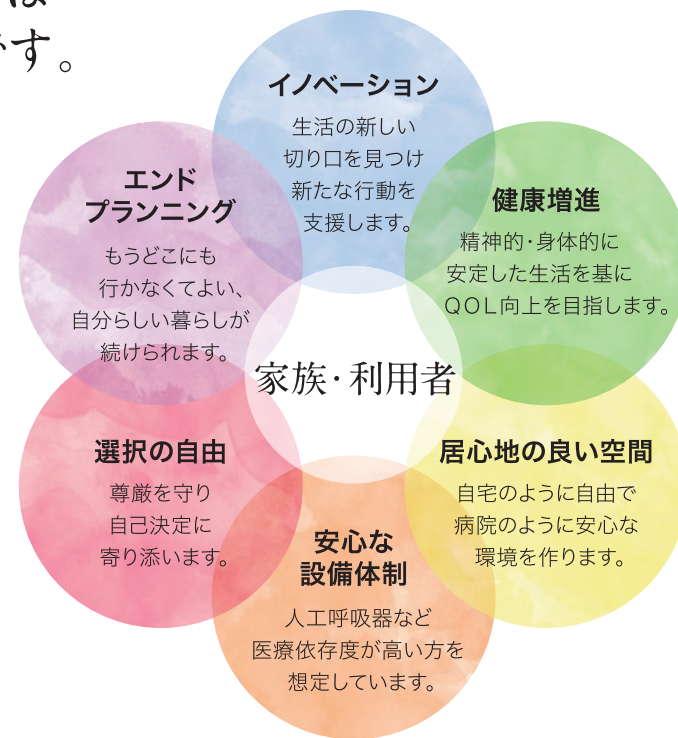 は
です。
イノベーション
生活の新しい
切り口を見つけ
新たな行動を
支援します。
健康増進
精神的・身体的に
安定した生活を基に
QOL向上を目指します。
居心地の良い空間
自宅のように自由で
病院のように安心な
環境を作ります。
安心な
設備体制
人工呼吸器など
医療依存度が高い方を
想定しています。
選択の自由
尊厳を守り
自己決定に
寄り添います。
エンド
プランニング
もうどこにも
行かなくてよい、
自分らしい暮らしが
続けられます。
家族・利用者